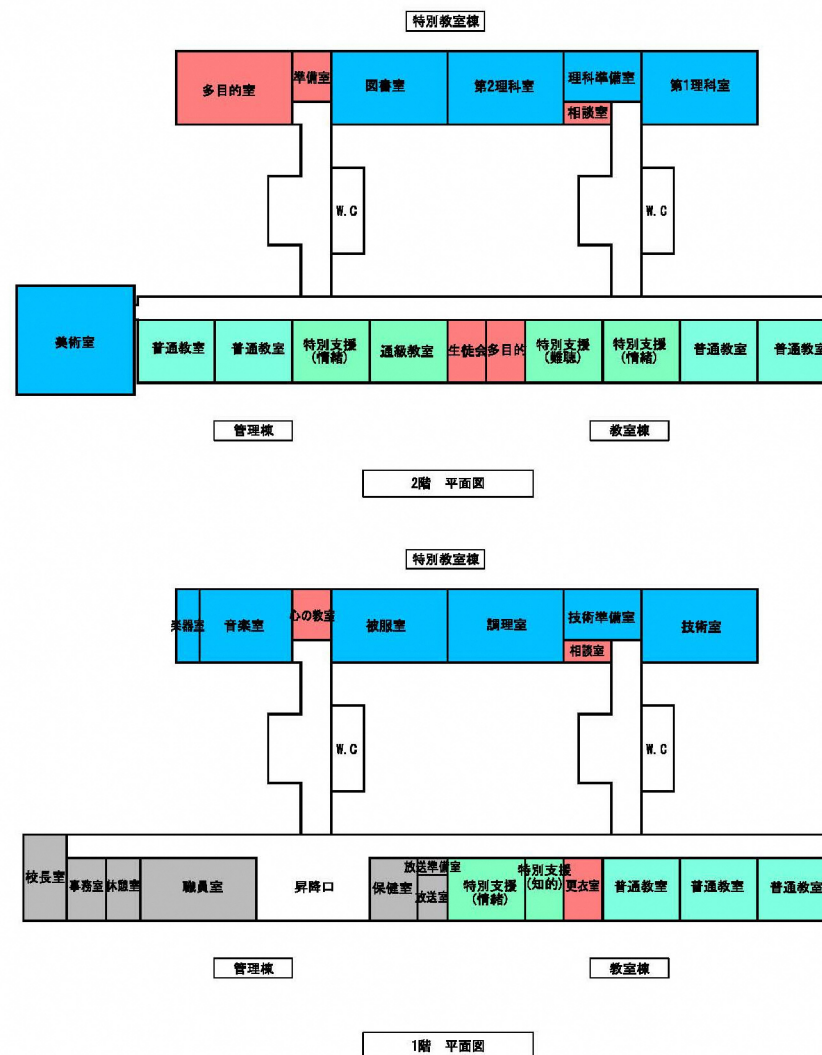 特別教室棟
多目的室
準備室
図書室
第2理科室
理科準備室
相談室
第1理科室
W.C
W.C
美術室
普通教室
普通教室
特別支援
(情緒)
通級教室
生徒会
多目的
特別支援
(難聴)
特別支援
(情緒)
普通教室
普通教室
管理棟
教室棟
2階 平面図
特別教室棟
楽器室
音楽室
心の教室
被服室
調理室
技術準備室
相談室
技術室
W.C
W.C
校長室
事務室
休憩室
職員室
昇降口
保健室
放送準備室
放送室
特別支援
(情緒)
特別支援
(知的)
更衣室
普通教室
普通教室
普通教室
管理棟
教室棟
1階 平面図